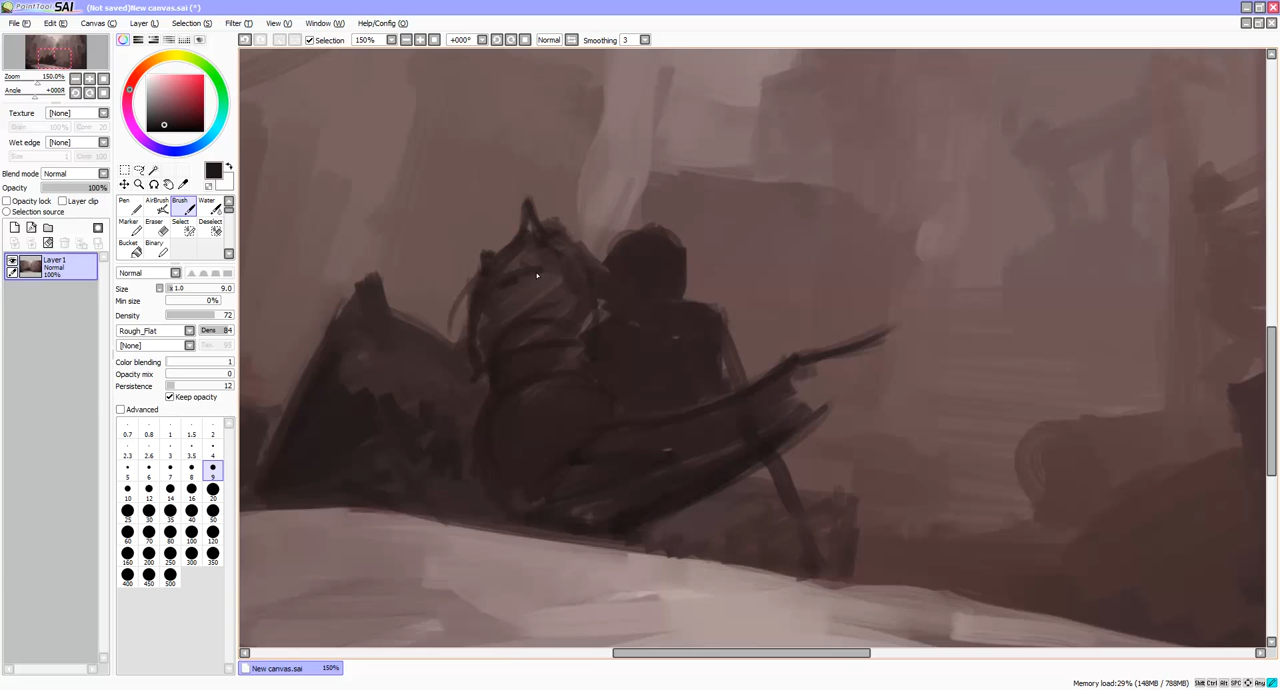 PaintTool SAI (Not saved)New canvas.sai (*)
File (F) Edit (E) Canvas (C) Layer (L) Selection (S) Filter (T) View (V) Window (W) Help/Config (O)
Selection 150% +000° Normal Smoothing 3
Zoom 150.0%
Angle +000R
Texture [None]
Wet edge [None]
Blend mode Normal
Opacity 100%
Opacity lock Layer clip
Selection source
Layer1
Normal
100%
Pen AirBrush Brush Water
Marker Eraser Select Deselect
Bucket Binary
Normal
Size x 1.0 9.0
Min size 0%
Density 72
Rough_Flat Dens 84
[None]
Color blending 1
Opacity mix 0
Persistence 12
Keep opacity
Advanced
0.7 0.8 1 1.5 2
2.3 2.6 3 3.5 4
5 6 7 8 9
10 12 14 16 20
25 30 35 40 50
60 70 80 100 120
160 200 250 300 350
400 450 500
New canvas.sai 150%
Memory load:29% (148MB / 788MB) Shft Ctrl Alt SPC Any